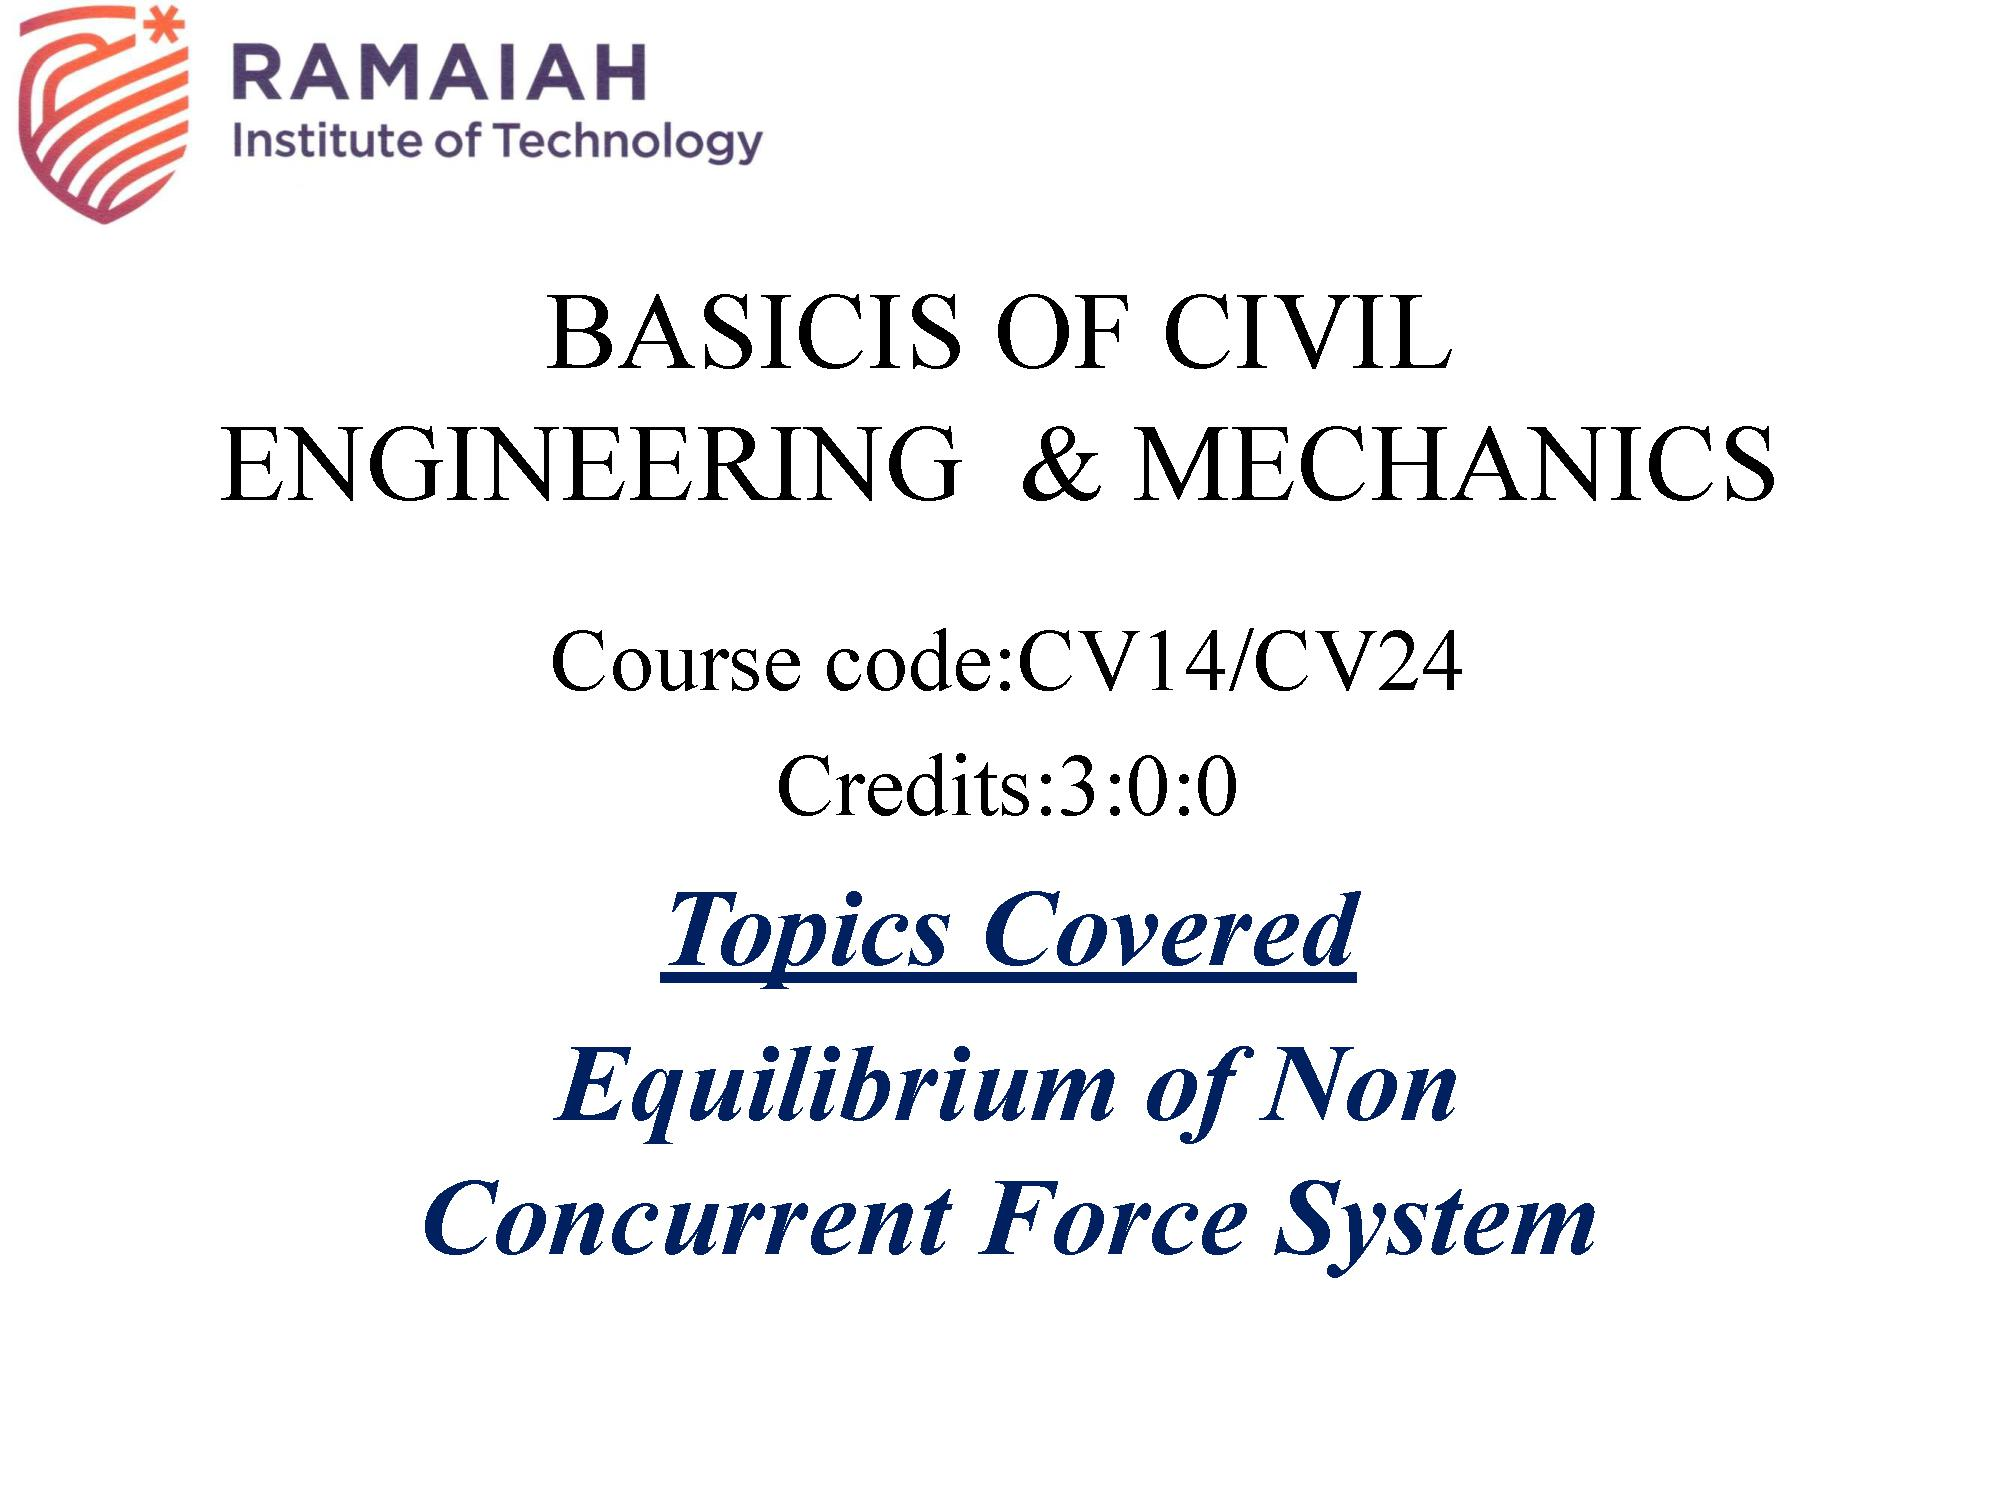 RAMAIAH
Institute of Technology
BASICIS OF CIVIL
ENGINEERING & MECHANICS
Course code:CV14/CV24
Credits:3:0:0
Topics Covered
Equilibrium of Non
Concurrent Force System